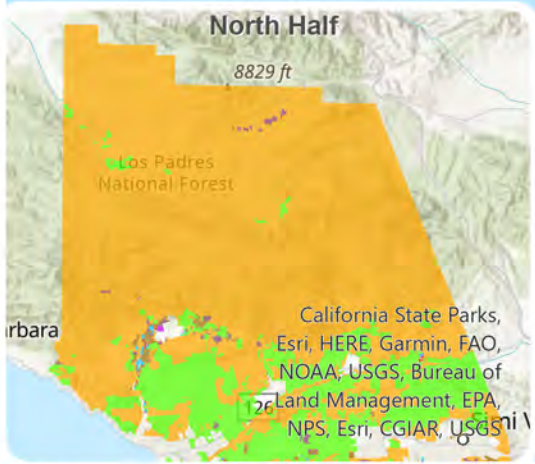 North Half
8829 ft
Los Padres
National Forest
rbara
California State Parks,
Esri, HERE, Garmin, FAO,
NOAA, USGS, Bureau of
126
Land Management, EPA,
NPS, Esri, CGIAR, USGS
Simi V